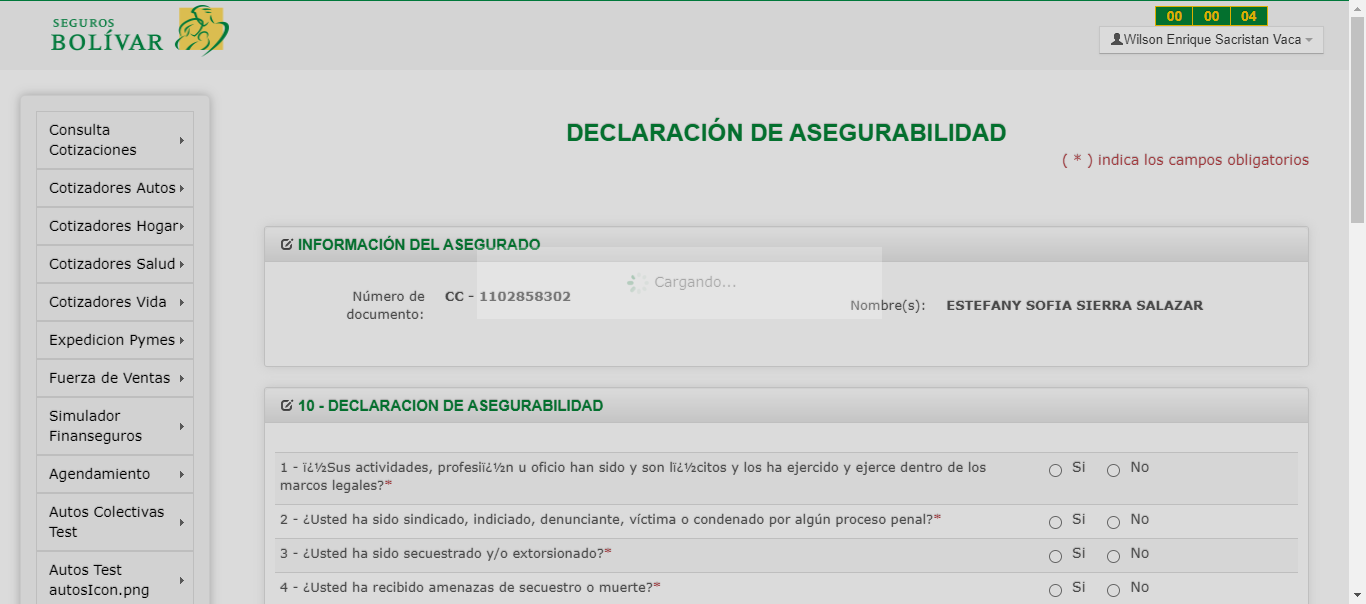 SEGUROS
BOLÍVAR
00 00 04
Wilson Enrique Sacristan Vaca
Consulta
Cotizaciones
Cotizadores Autos
Cotizadores Hogar
Cotizadores Salud
Cotizadores Vida
Expedicion Pymes
Fuerza de Ventas
Simulador
Finanseguros
Agendamiento
Autos Colectivas
Test
Autos Test
autosIcon.png
DECLARACIÓN DE ASEGURABILIDAD
( * ) indica los campos obligatorios
INFORMACIÓN DEL ASEGURADO
Cargando...
Número de
documento:
CC - 1102858302
Nombre(s): ESTEFANY SOFIA SIERRA SALAZAR
10 - DECLARACION DE ASEGURABILIDAD
1 - ï¿½Sus actividades, profesiï¿½n u oficio han sido y son lï¿½citos y los ha ejercido y ejerce dentro de los
marcos legales?*
Si No
2 - ¿Usted ha sido sindicado, indiciado, denunciante, víctima o condenado por algún proceso penal?*
Si No
3 - ¿Usted ha sido secuestrado y/o extorsionado?*
Si No
4 - ¿Usted ha recibido amenazas de secuestro o muerte?*
Si No